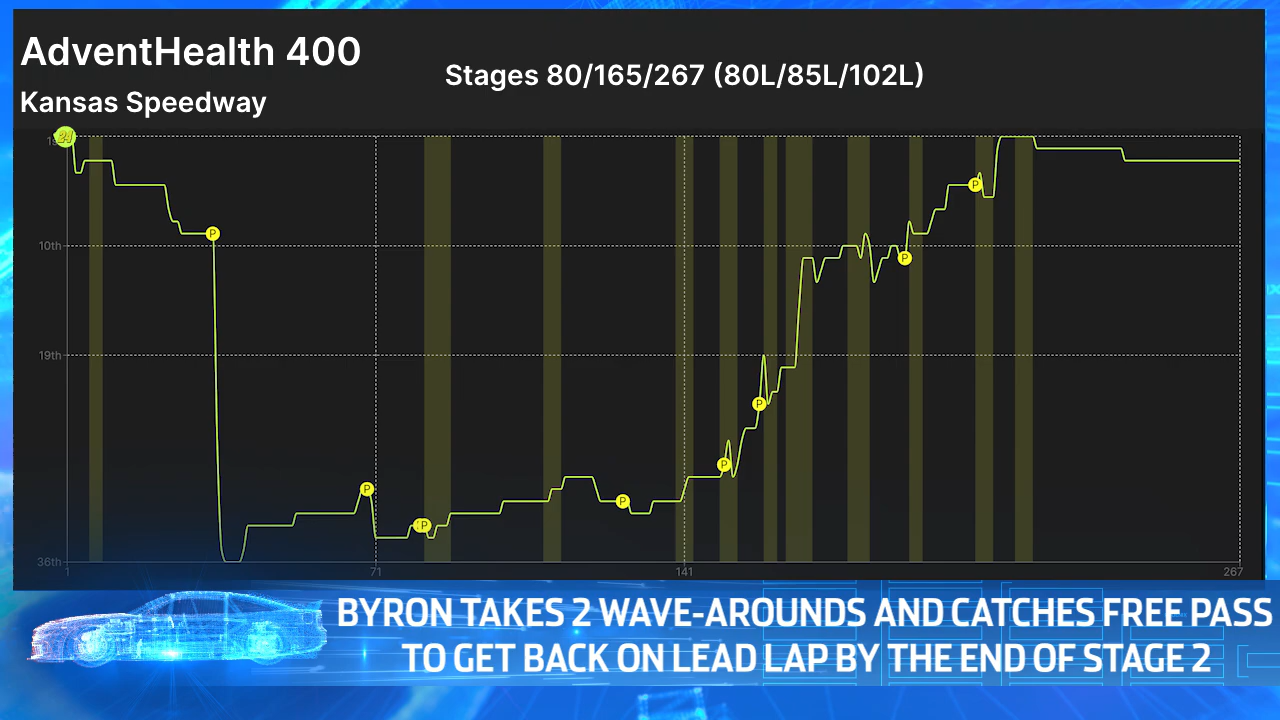 AdventHealth 400
Stages 80/165/267 (80L/85L/102L)
Kansas Speedway
24
10th
P
P
19th
P
P
P
P
P
P
36th
1
71
141
267
BYRON TAKES 2 WAVE-AROUNDS AND CATCHES FREE PASS
TO GET BACK ON LEAD LAP BY THE END OF STAGE 2